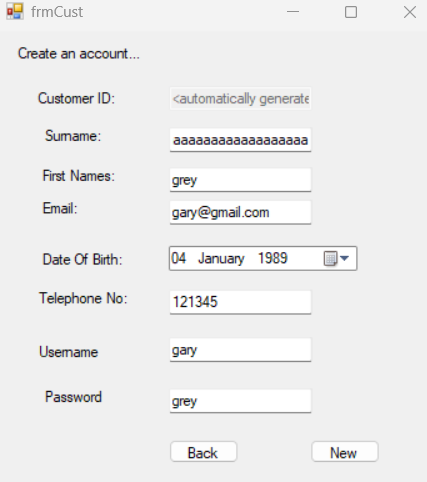 frmCust
Create an account...
Customer ID: <automatically generate
Surname: aaaaaaaaaaaaaaaaaa
First Names: grey
Email: gary@gmail.com
Date Of Birth: 04 January 1989
Telephone No: 121345
Username gary
Password grey
Back New